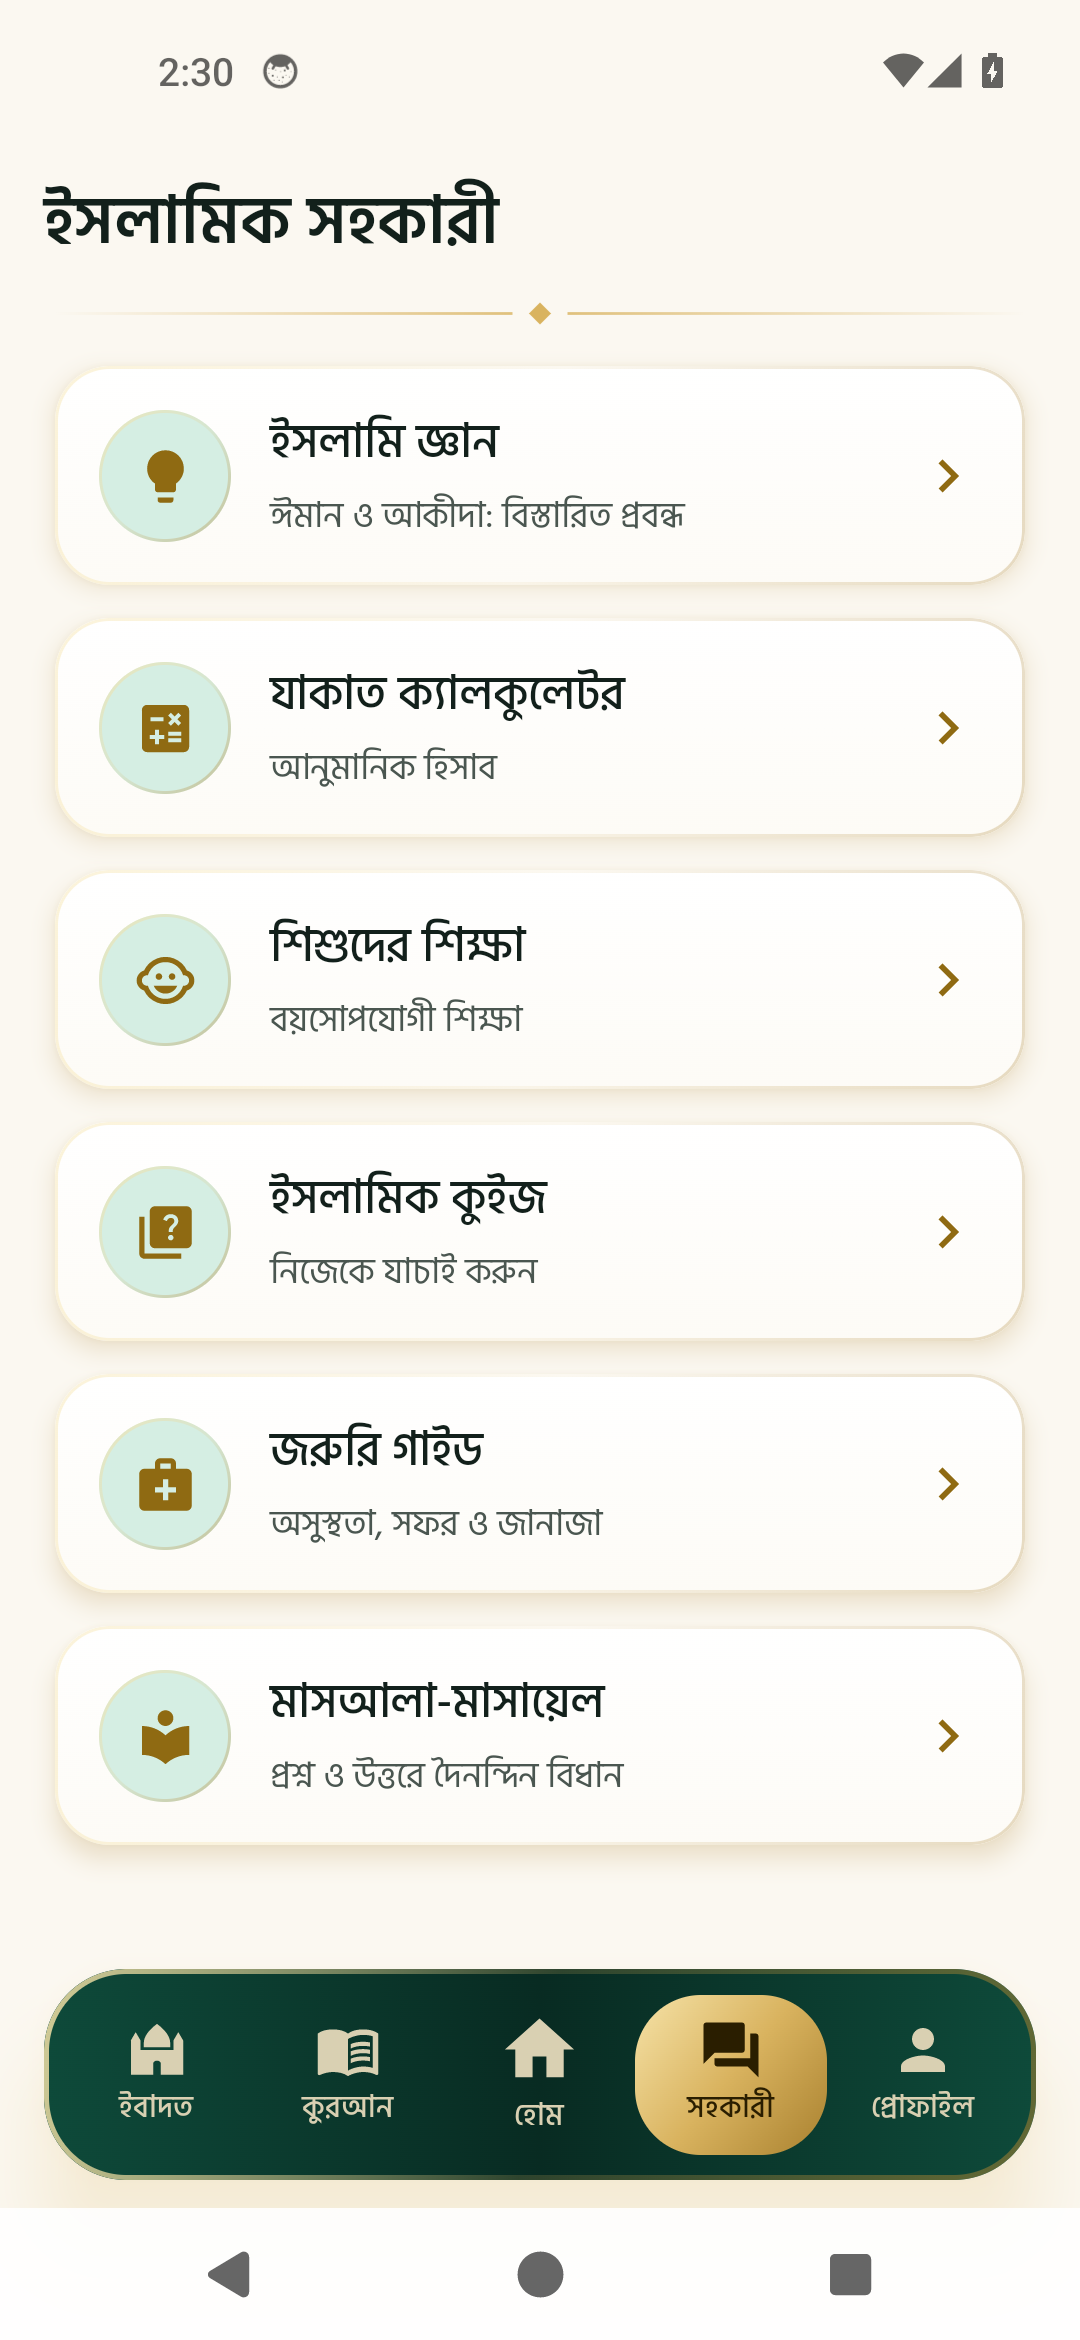 2:30
ইসলামিক সহকারী
ইসলামি জ্ঞান
ঈমান ও আকীদা: বিস্তারিত প্রবন্ধ
যাকাত ক্যালকুলেটর
আনুমানিক হিসাব
শিশুদের শিক্ষা
বয়সোপযোগী শিক্ষা
ইসলামিক কুইজ
নিজেকে যাচাই করুন
জরুরি গাইড
অসুস্থতা, সফর ও জানাজা
মাসআলা-মাসায়েল
প্রশ্ন ও উত্তরে দৈনন্দিন বিধান
ইবাদত
কুরআন
হোম
সহকারী
প্রোফাইল